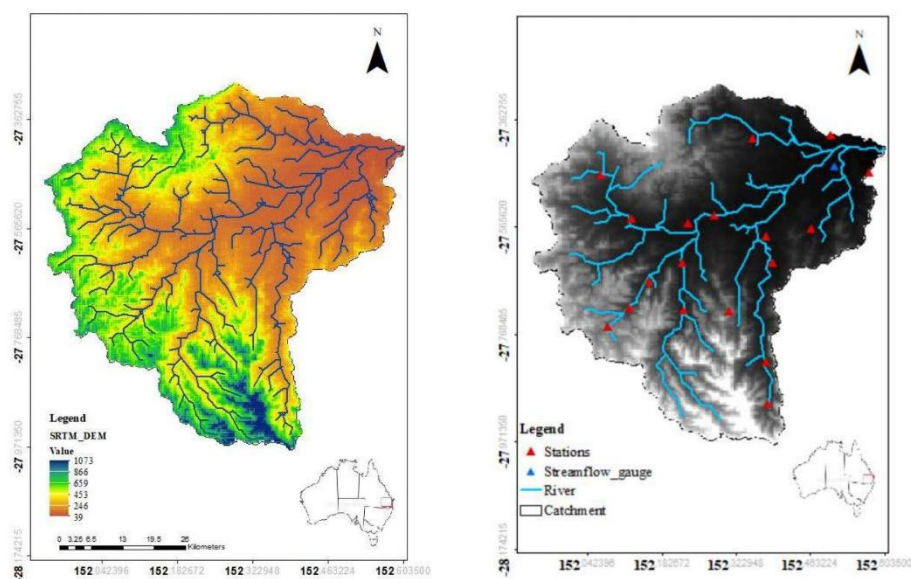 N
-27.362755
-27.565620
-27.768485
-27.971350
-28.174215
Legend
SRTM_DEM
Value
1073
866
659
453
246
39
0 3.25 6.5 13 19.5 26
Kilometers
152.042396 152.182672 152.322948 152.463224 152.603500
N
-27.362755
-27.565620
-27.768485
-27.971350
-28.174215
Legend
Stations
Streamflow_gauge
River
Catchment
152.042396 152.182672 152.322948 152.463224 152.603500